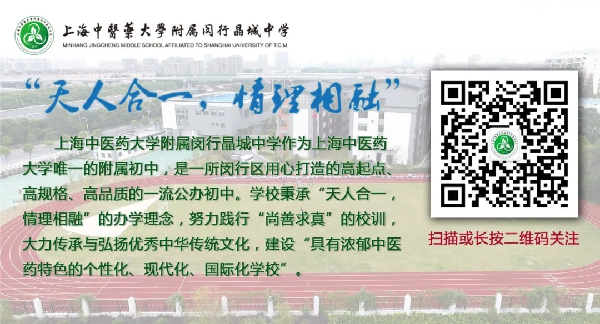 上海中醫藥大學附属闵行晶城中学
MINHANG JINGCHENG MIDDLE SCHOOL AFFILIATED TO SHANGHAI UNIVERSITY OF T.C.M
“天人合一，情理相融”
上海中医药大学附属闵行晶城中学作为上海中医药
大学唯一的附属初中，是一所闵行区用心打造的高起点、
高规格、高品质的一流公办初中。学校秉承“天人合一，
情理相融”的办学理念，努力践行“尚善求真”的校训，
大力传承与弘扬优秀中华传统文化，建设“具有浓郁中医
药特色的个性化、现代化、国际化学校”。
扫描或长按二维码关注